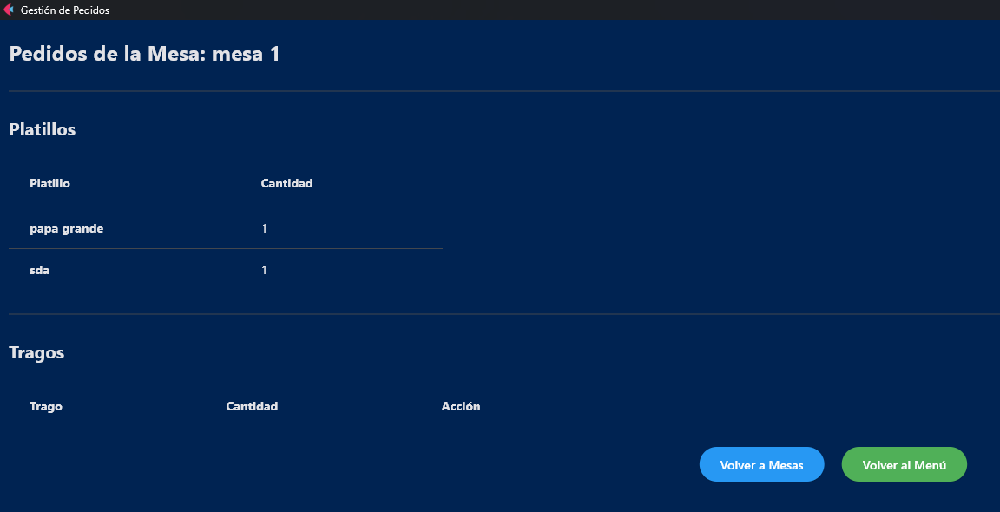 Gestión de Pedidos
Pedidos de la Mesa: mesa 1
Platillos
Platillo Cantidad
papa grande 1
sda 1
Tragos
Trago Cantidad Acción
Volver a Mesas Volver al Menú